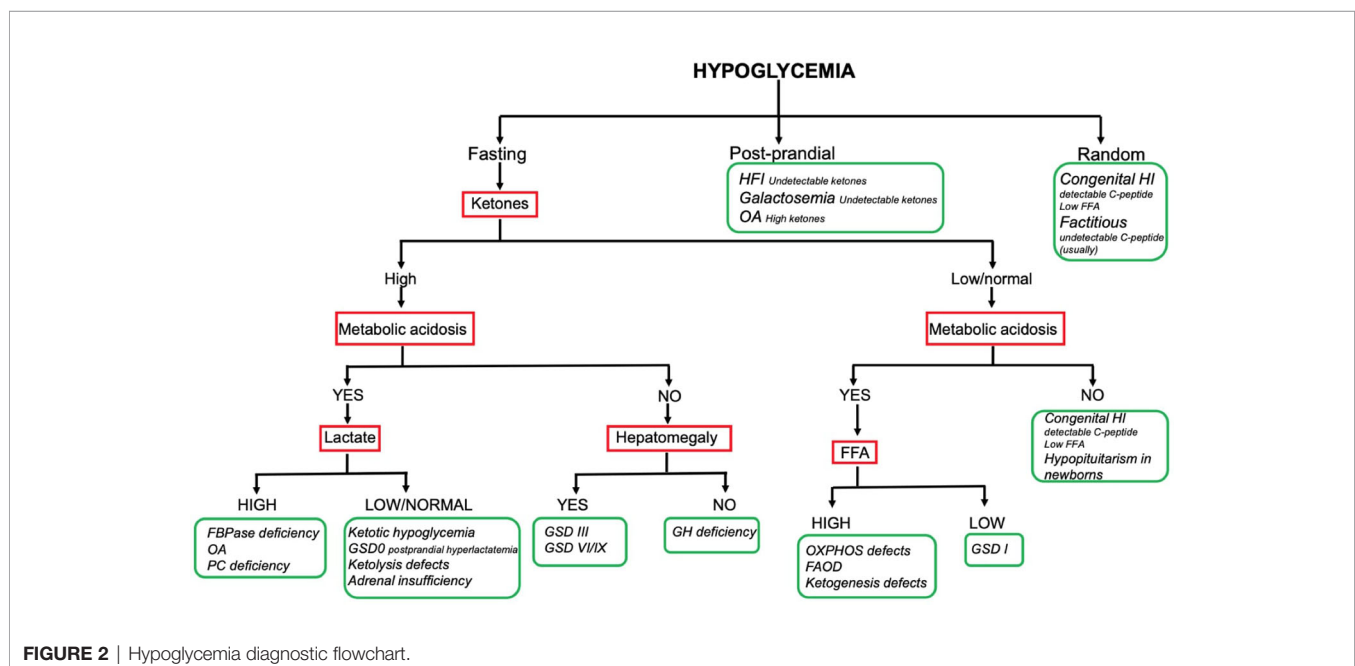 HYPOGLYCEMIA
Fasting
Post-prandial
Random
HFI Undetectable ketones
Galactosemia Undetectable ketones
OA High ketones
Congenital HI
detectable C-peptide
Low FFA
Factitious
undetectable C-peptide
(usually)
Ketones
High
Low/normal
Metabolic acidosis
Metabolic acidosis
YES
NO
YES
NO
Lactate
Hepatomegaly
FFA
Congenital HI
detectable C-peptide
Low FFA
Hypopituitarism in
newborns
HIGH
LOW/NORMAL
YES
NO
HIGH
LOW
FBPase deficiency
OA
PC deficiency
Ketotic hypoglycemia
GSD0 postprandial hyperlactatemia
Ketolysis defects
Adrenal insufficiency
GSD III
GSD VI/IX
GH deficiency
OXPHOS defects
FAOD
Ketogenesis defects
GSD I
FIGURE 2 | Hypoglycemia diagnostic flowchart.